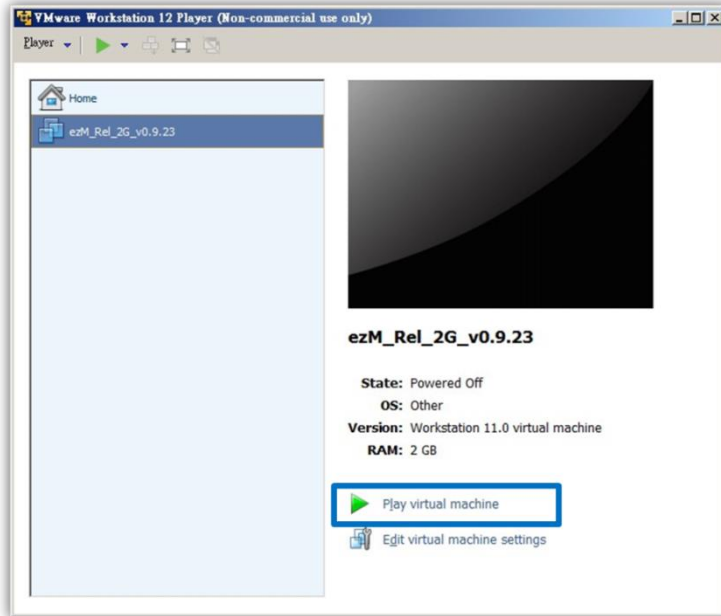 VMware Workstation 12 Player (Non-commercial use only)
Player
Home
ezM_Rel_2G_v0.9.23
ezM_Rel_2G_v0.9.23
State: Powered Off
OS: Other
Version: Workstation 11.0 virtual machine
RAM: 2 GB
Play virtual machine
Edit virtual machine settings